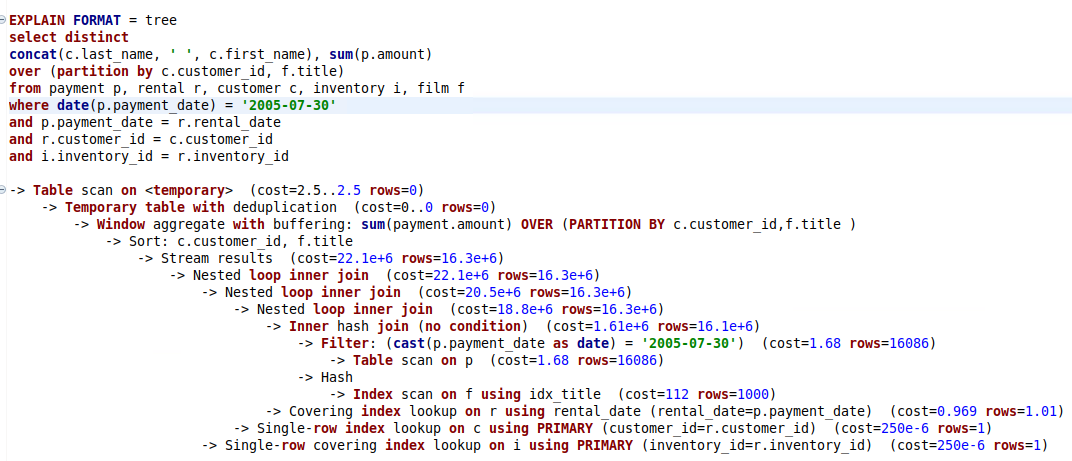 EXPLAIN FORMAT = tree
select distinct
concat(c.last_name, ' ', c.first_name), sum(p.amount)
over (partition by c.customer_id, f.title)
from payment p, rental r, customer c, inventory i, film f
where date(p.payment_date) = '2005-07-30'
and p.payment_date = r.rental_date
and r.customer_id = c.customer_id
and i.inventory_id = r.inventory_id
-> Table scan on <temporary>  (cost=2.5..2.5 rows=0)
-> Temporary table with deduplication  (cost=0..0 rows=0)
-> Window aggregate with buffering: sum(payment.amount) OVER (PARTITION BY c.customer_id,f.title )
-> Sort: c.customer_id, f.title
-> Stream results  (cost=22.1e+6 rows=16.3e+6)
-> Nested loop inner join  (cost=22.1e+6 rows=16.3e+6)
-> Nested loop inner join  (cost=20.5e+6 rows=16.3e+6)
-> Nested loop inner join  (cost=18.8e+6 rows=16.3e+6)
-> Inner hash join (no condition)  (cost=1.61e+6 rows=16.1e+6)
-> Filter: (cast(p.payment_date as date) = '2005-07-30')  (cost=1.68 rows=16086)
-> Table scan on p  (cost=1.68 rows=16086)
-> Hash
-> Index scan on f using idx_title  (cost=112 rows=1000)
-> Covering index lookup on r using rental_date (rental_date=p.payment_date)  (cost=0.969 rows=1.01)
-> Single-row index lookup on c using PRIMARY (customer_id=r.customer_id)  (cost=250e-6 rows=1)
-> Single-row covering index lookup on i using PRIMARY (inventory_id=r.inventory_id)  (cost=250e-6 rows=1)